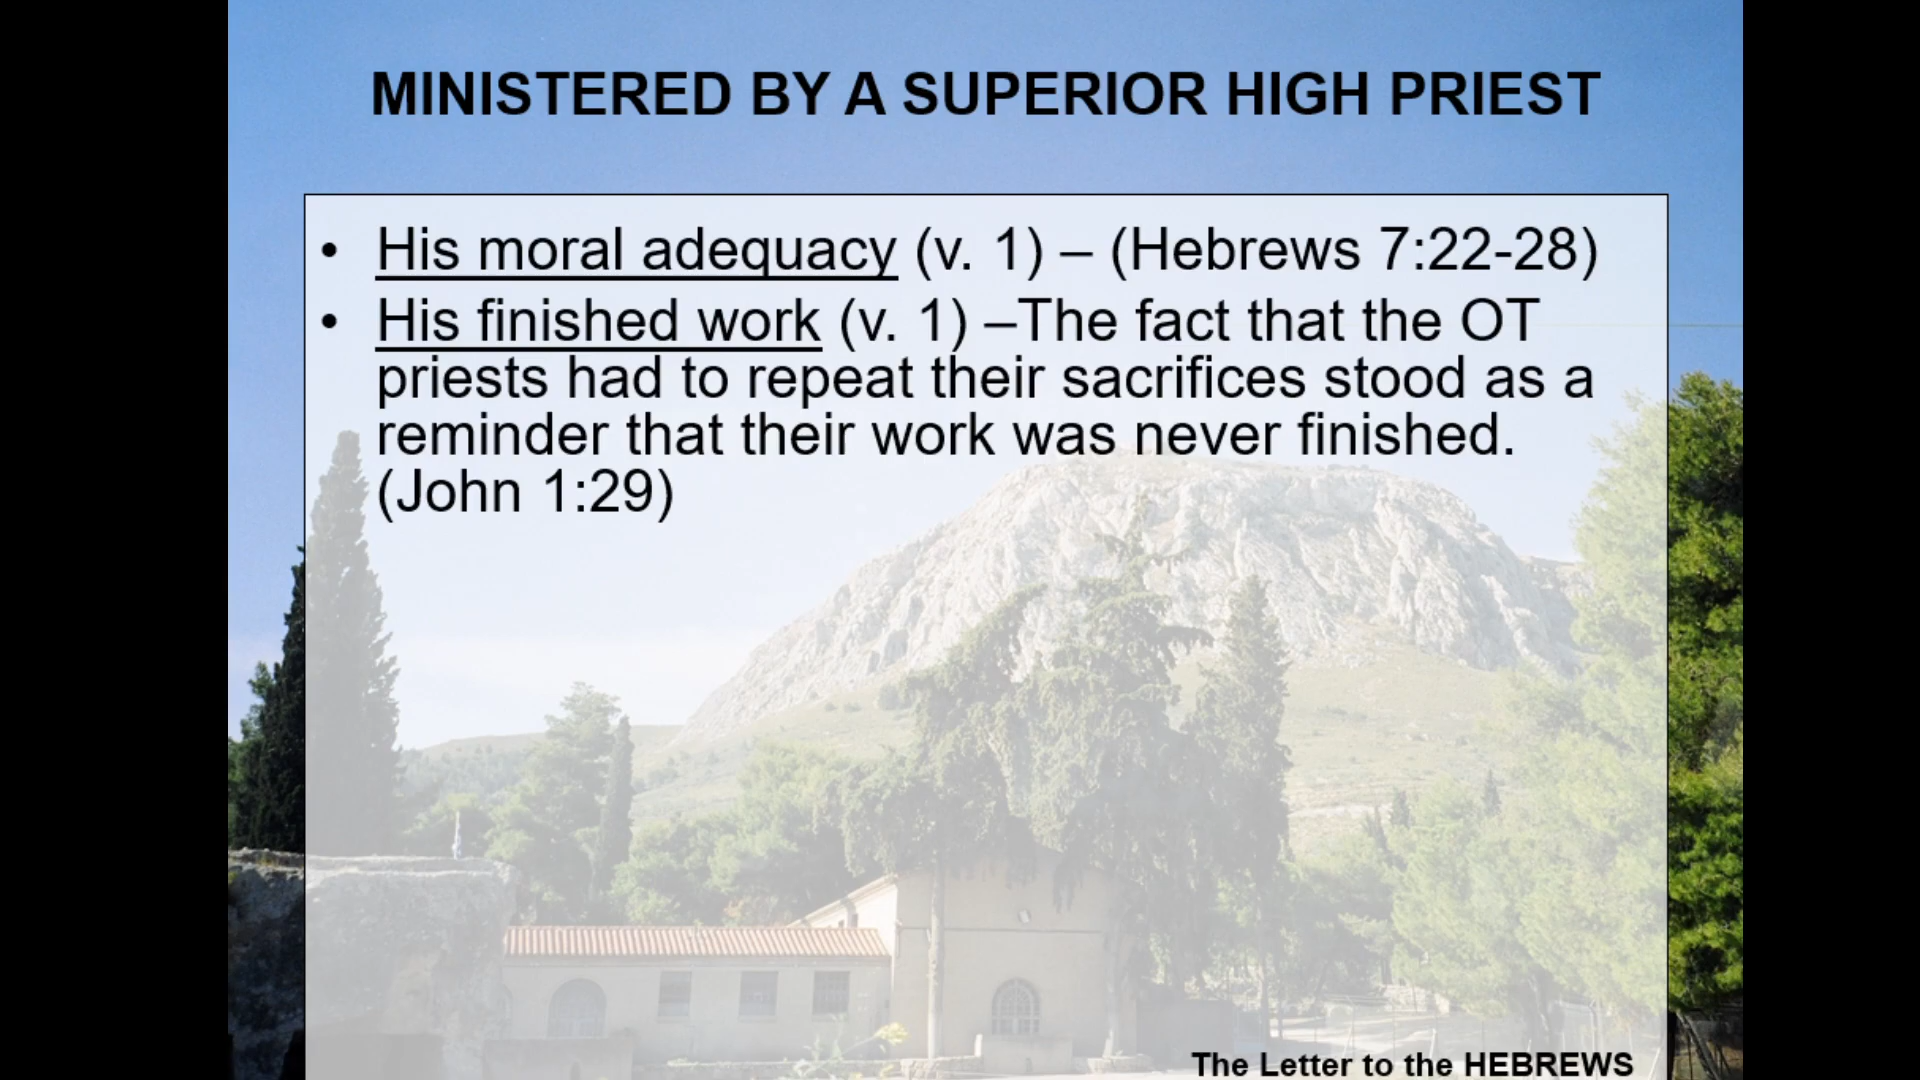 MINISTERED BY A SUPERIOR HIGH PRIEST
• His moral adequacy (v. 1) – (Hebrews 7:22-28)
• His finished work (v. 1) –The fact that the OT
priests had to repeat their sacrifices stood as a
reminder that their work was never finished.
(John 1:29)
The Letter to the HEBREWS